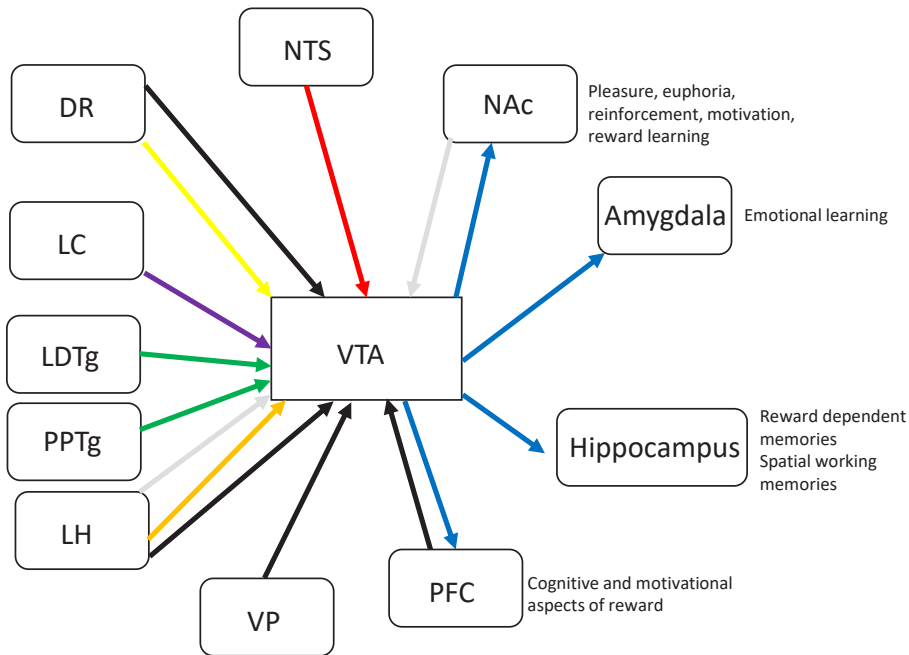 NTS
DR
NAc
Pleasure, euphoria,
reinforcement, motivation,
reward learning
LC
Amygdala
Emotional learning
LDTg
VTA
PPTg
Hippocampus
Reward dependent
memories
Spatial working
memories
LH
VP
PFC
Cognitive and motivational
aspects of reward